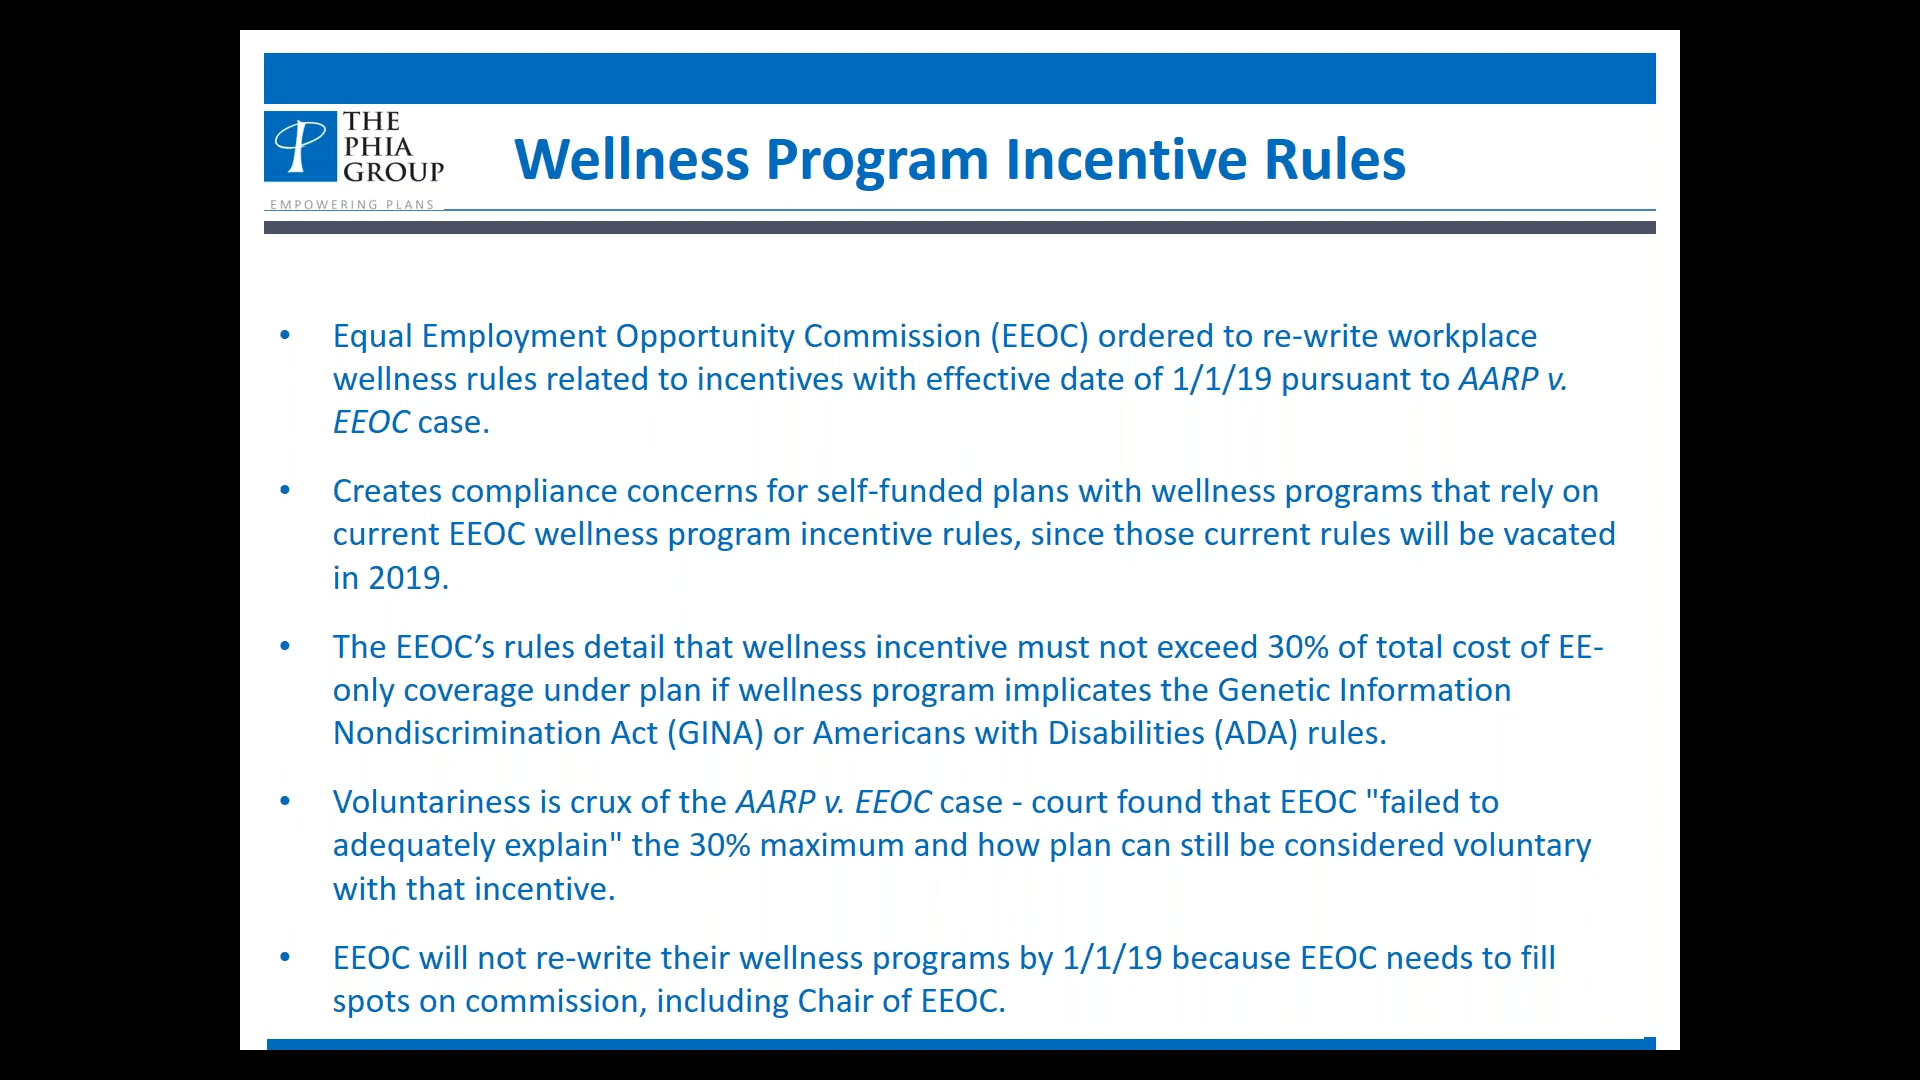 THE
PHIA
GROUP
EMPOWERING PLANS
Wellness Program Incentive Rules
• Equal Employment Opportunity Commission (EEOC) ordered to re-write workplace
wellness rules related to incentives with effective date of 1/1/19 pursuant to AARP v.
EEOC case.
• Creates compliance concerns for self-funded plans with wellness programs that rely on
current EEOC wellness program incentive rules, since those current rules will be vacated
in 2019.
• The EEOC’s rules detail that wellness incentive must not exceed 30% of total cost of EE-
only coverage under plan if wellness program implicates the Genetic Information
Nondiscrimination Act (GINA) or Americans with Disabilities (ADA) rules.
• Voluntariness is crux of the AARP v. EEOC case - court found that EEOC "failed to
adequately explain" the 30% maximum and how plan can still be considered voluntary
with that incentive.
• EEOC will not re-write their wellness programs by 1/1/19 because EEOC needs to fill
spots on commission, including Chair of EEOC.